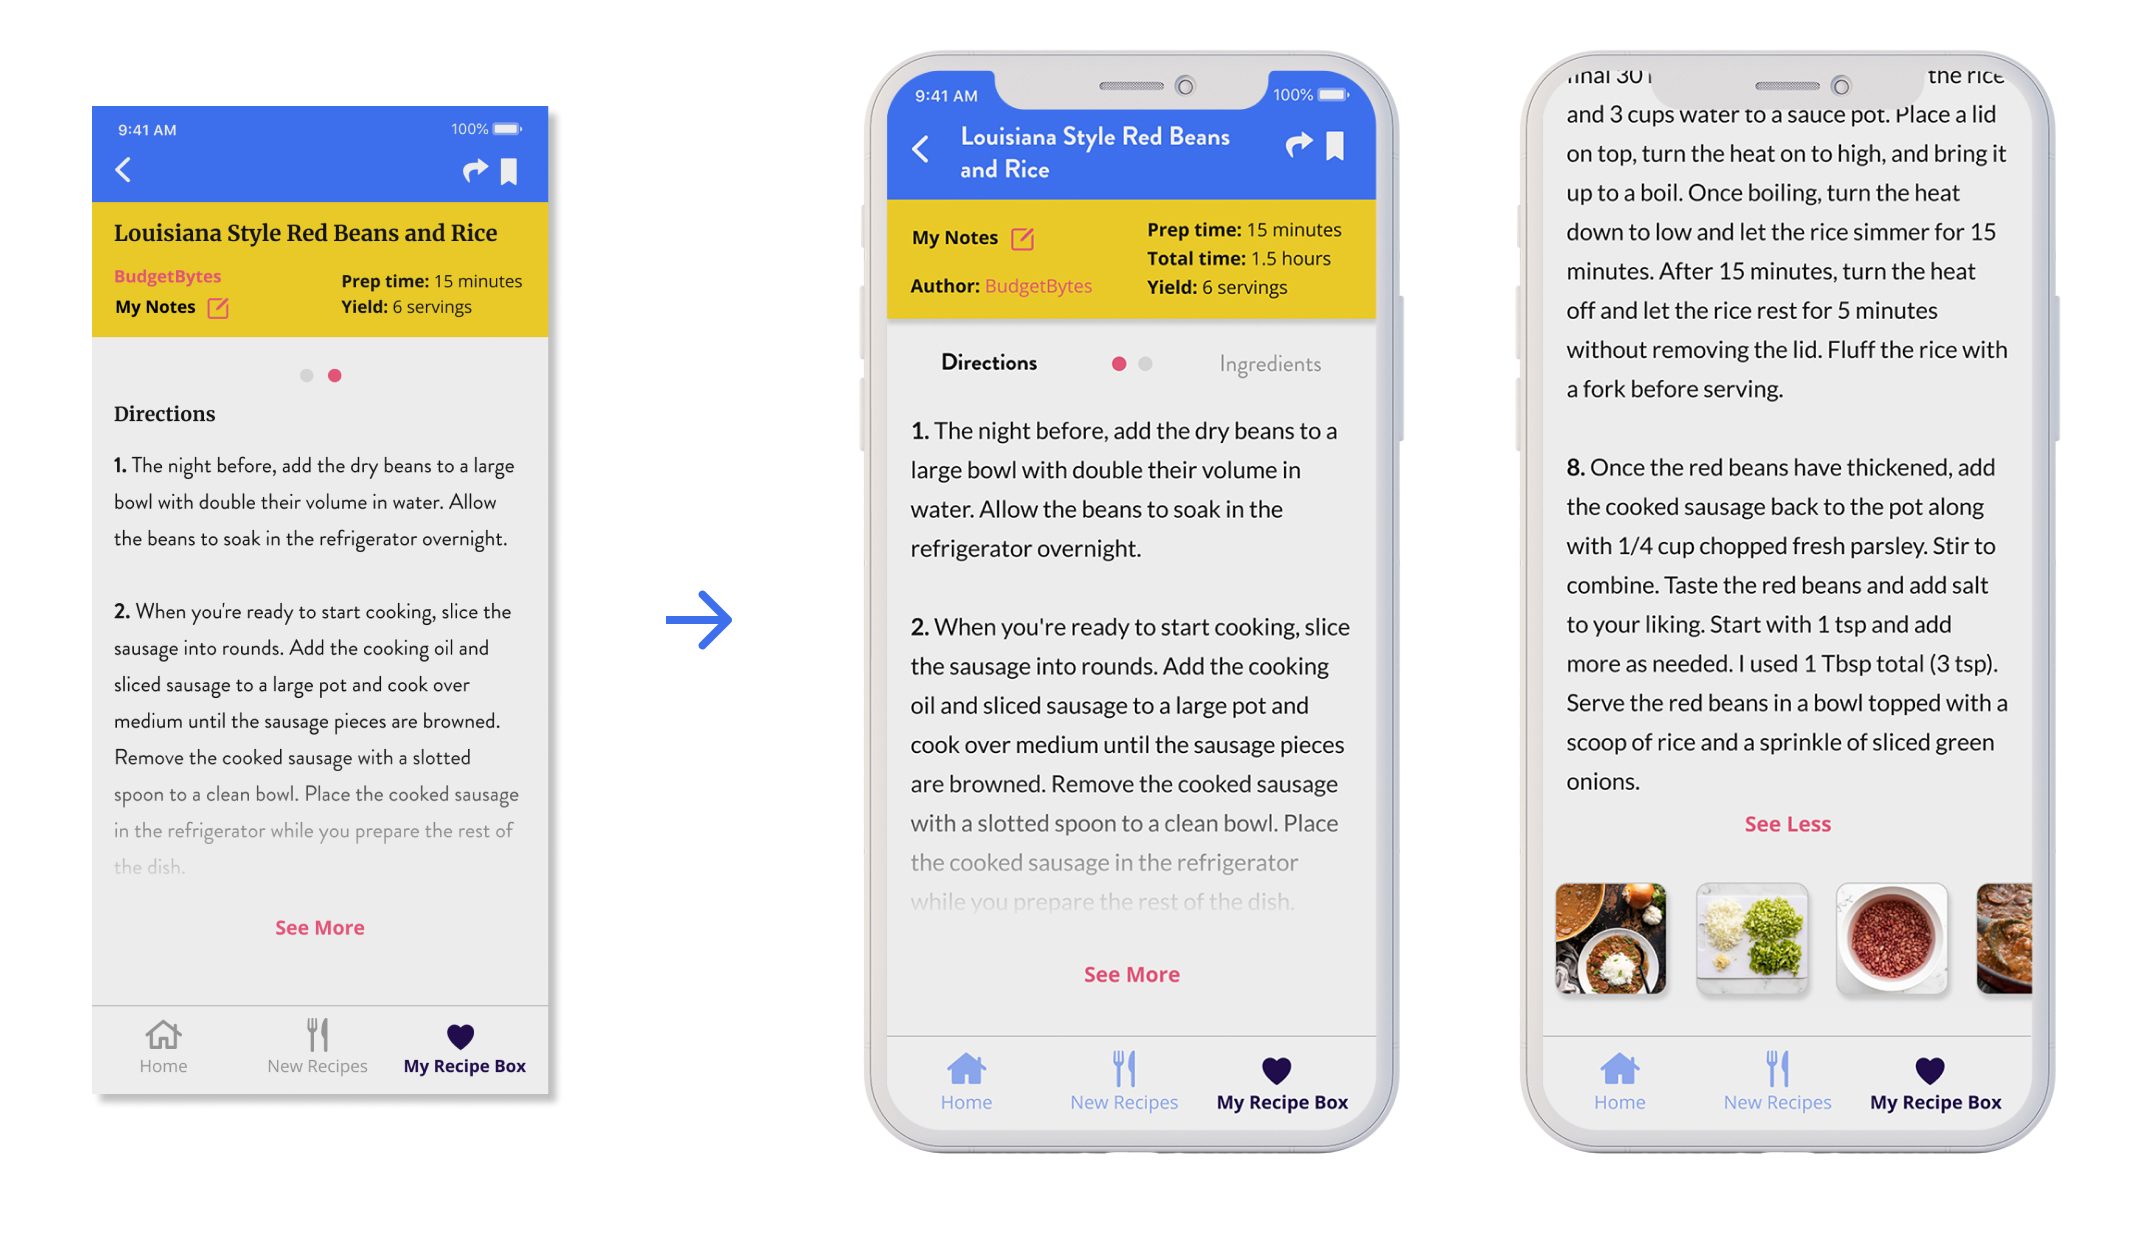 9:41 AM
100%
Louisiana Style Red Beans and Rice
BudgetBytes
My Notes
Prep time: 15 minutes
Yield: 6 servings
Directions
1. The night before, add the dry beans to a large
bowl with double their volume in water. Allow
the beans to soak in the refrigerator overnight.
2. When you're ready to start cooking, slice the
sausage into rounds. Add the cooking oil and
sliced sausage to a large pot and cook over
medium until the sausage pieces are browned.
Remove the cooked sausage with a slotted
spoon to a clean bowl. Place the cooked sausage
in the refrigerator while you prepare the rest of
the dish.
See More
Home
New Recipes
My Recipe Box
9:41 AM
100%
Louisiana Style Red Beans
and Rice
My Notes
Author: BudgetBytes
Prep time: 15 minutes
Total time: 1.5 hours
Yield: 6 servings
Directions
Ingredients
1. The night before, add the dry beans to a
large bowl with double their volume in
water. Allow the beans to soak in the
refrigerator overnight.
2. When you're ready to start cooking, slice
the sausage into rounds. Add the cooking
oil and sliced sausage to a large pot and
cook over medium until the sausage pieces
are browned. Remove the cooked sausage
with a slotted spoon to a clean bowl. Place
the cooked sausage in the refrigerator
while you prepare the rest of the dish.
See More
Home
New Recipes
My Recipe Box
final 30 the rice
and 3 cups water to a sauce pot. Place a lid
on top, turn the heat on to high, and bring it
up to a boil. Once boiling, turn the heat
down to low and let the rice simmer for 15
minutes. After 15 minutes, turn the heat
off and let the rice rest for 5 minutes
without removing the lid. Fluff the rice with
a fork before serving.
8. Once the red beans have thickened, add
the cooked sausage back to the pot along
with 1/4 cup chopped fresh parsley. Stir to
combine. Taste the red beans and add salt
to your liking. Start with 1 tsp and add
more as needed. I used 1 Tbsp total (3 tsp).
Serve the red beans in a bowl topped with a
scoop of rice and a sprinkle of sliced green
onions.
See Less
Home
New Recipes
My Recipe Box